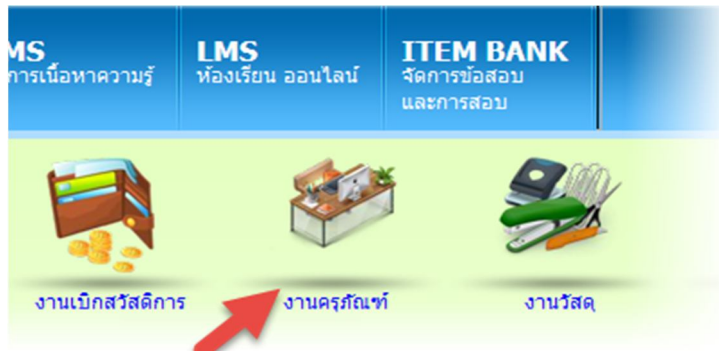 MS
การเนื้อหาความรู้
LMS
ห้องเรียน ออนไลน์
ITEM BANK
จัดการข้อสอบ
และการสอบ
งานเบิกสวัสดิการ
งานครุภัณฑ์
งานวัสดุ